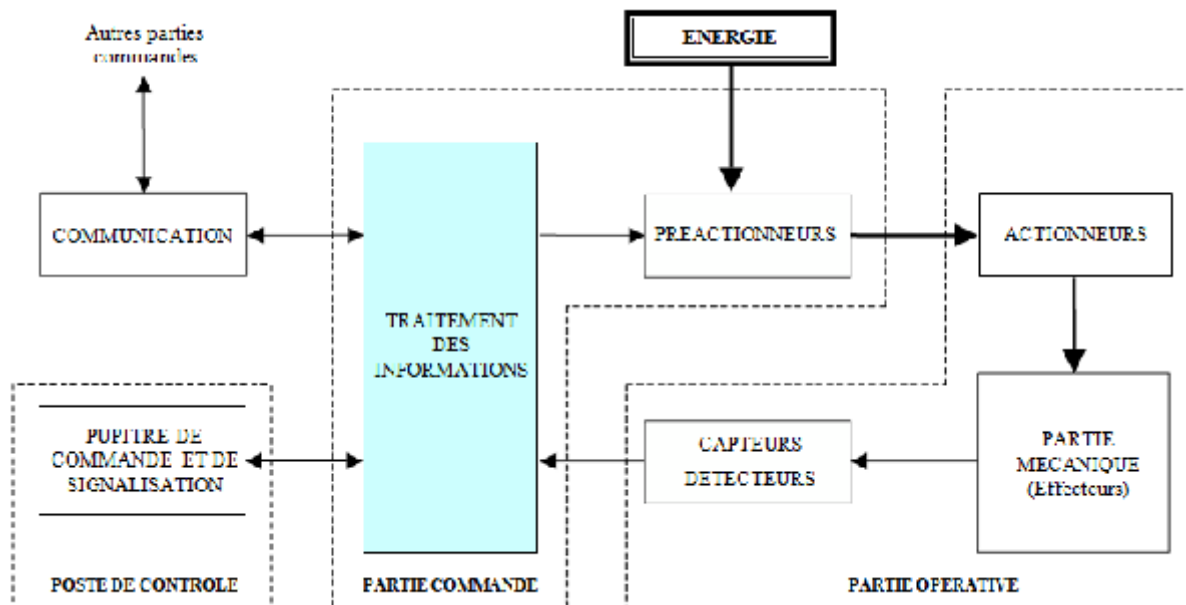 Autres parties
commandes
ENERGIE
COMMUNICATION
PREACTIONNEURS
ACTIONNEURS
TRAITEMENT
DES
INFORMATIONS
PUPITRE DE
COMMANDE ET DE
SIGNALISATION
CAPTEURS
DETECTEURS
PARTIE
MECANIQUE
(Effecteurs)
POSTE DE CONTROLE
PARTIE COMMANDE
PARTIE OPERATIVE